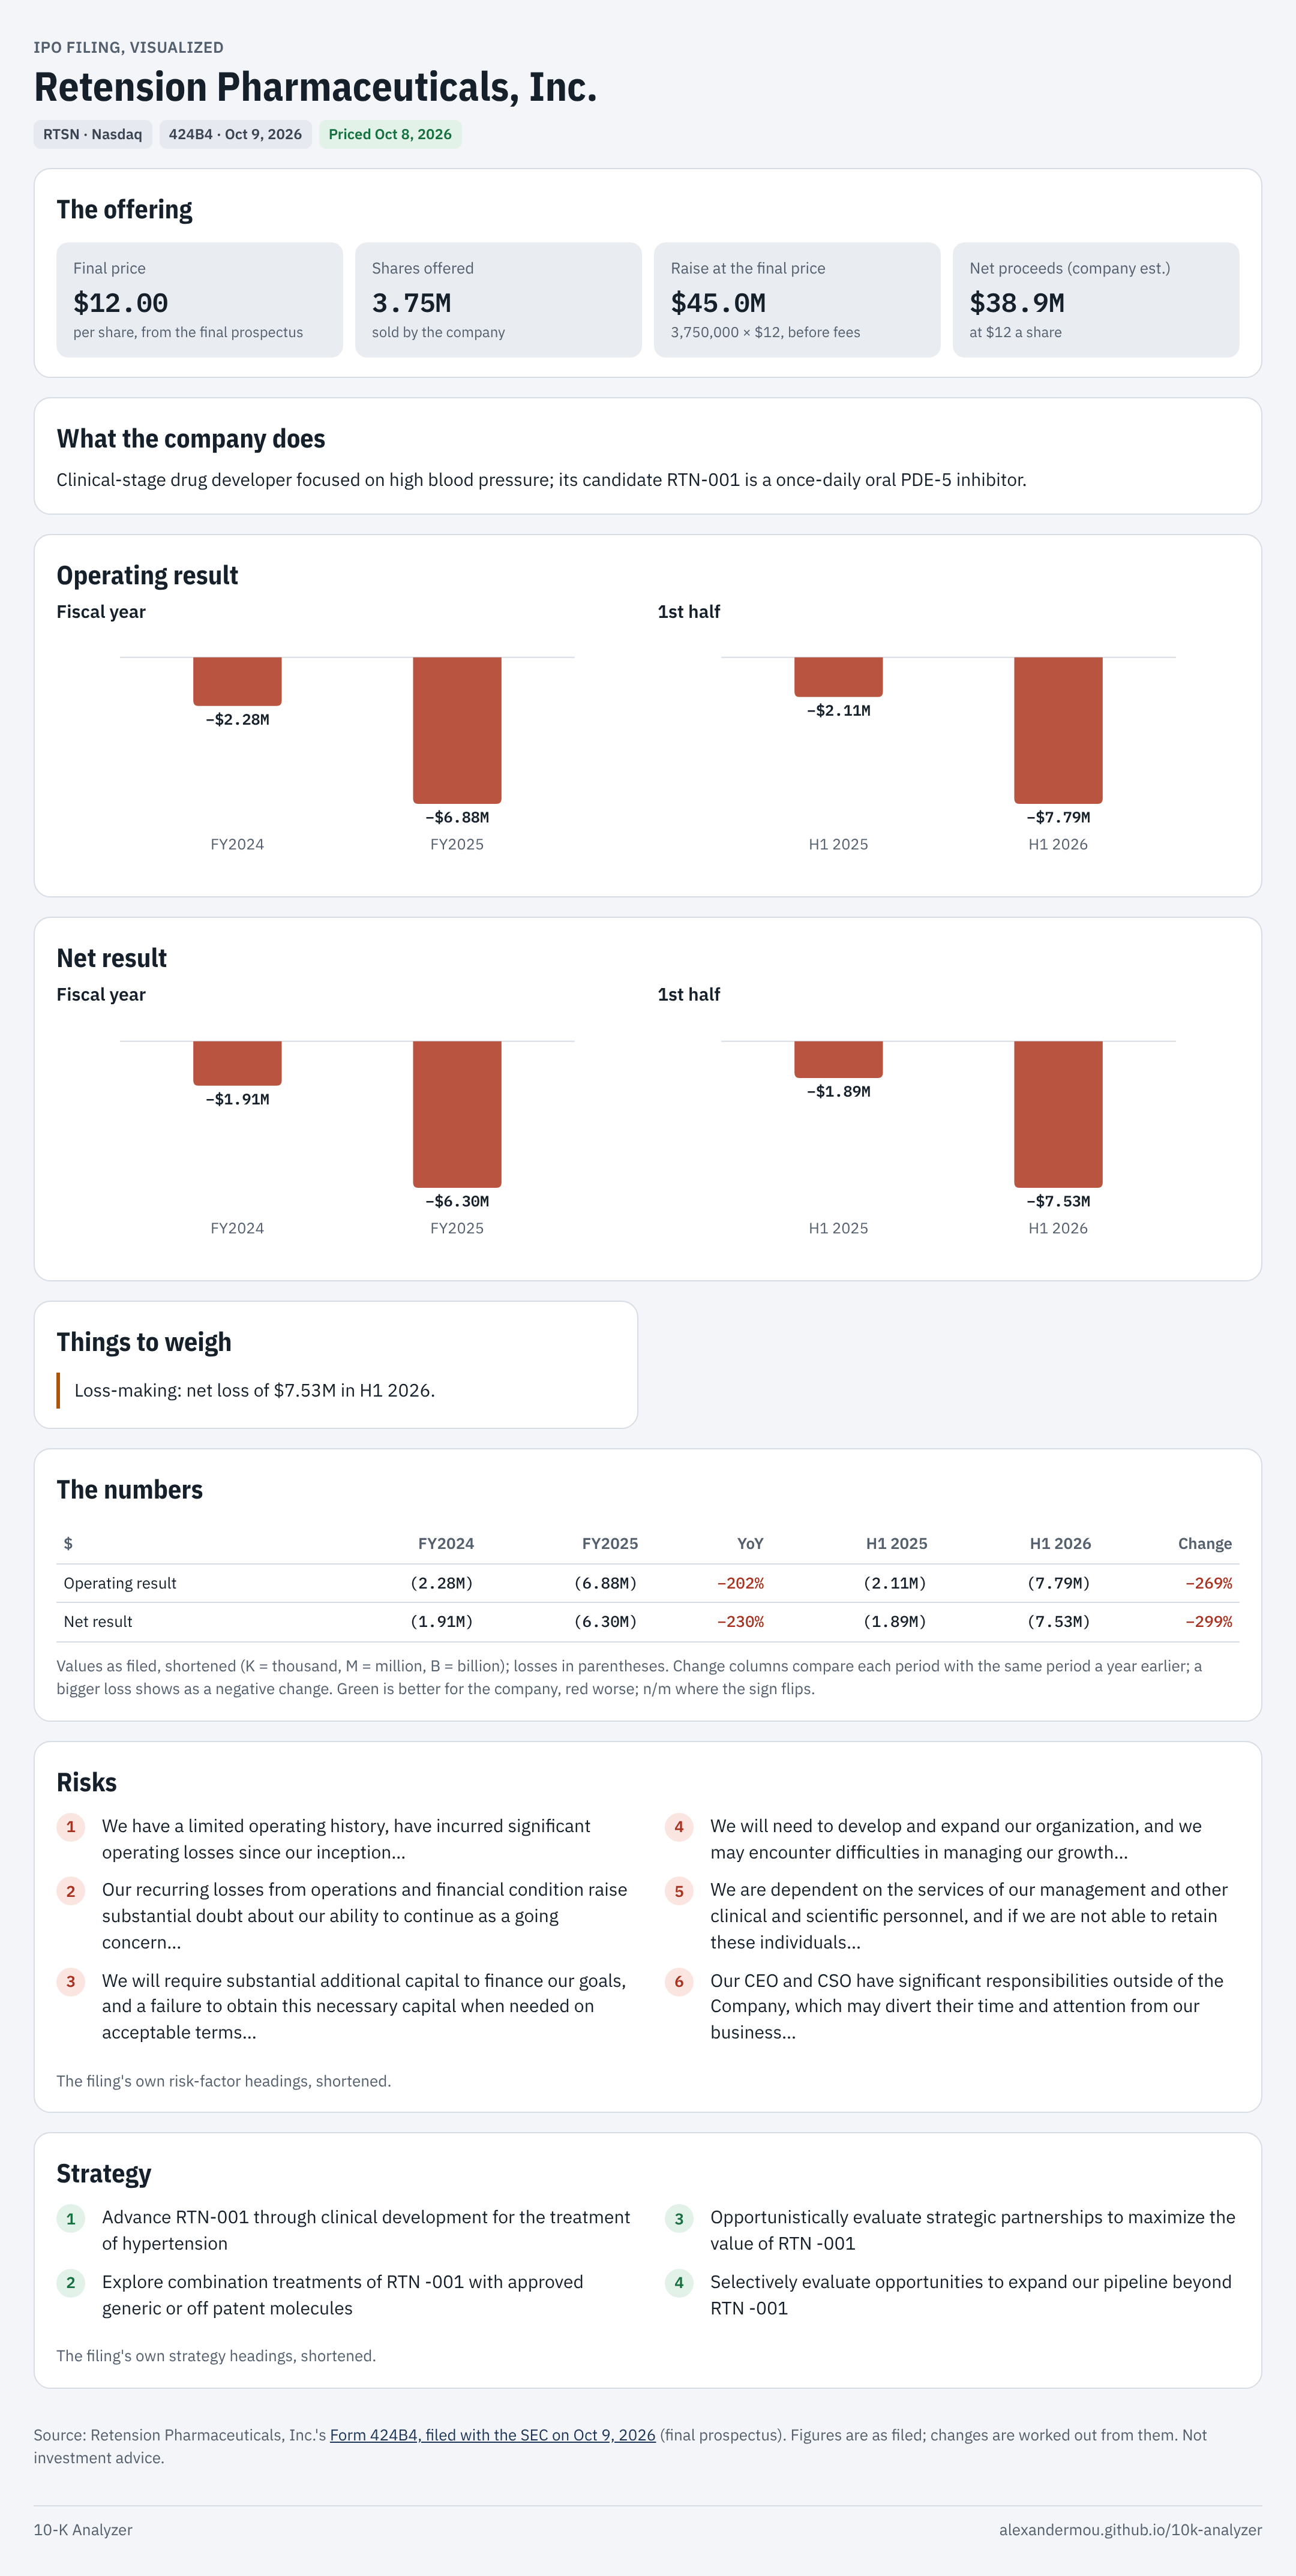 IPO FILING, VISUALIZED
Retension Pharmaceuticals, Inc.
RTSN · Nasdaq
424B4 · Oct 9, 2026
Priced Oct 8, 2026
The offering
Final price
$12.00
per share, from the final prospectus
Shares offered
3.75M
sold by the company
Raise at the final price
$45.0M
3,750,000 × $12, before fees
Net proceeds (company est.)
$38.9M
at $12 a share
What the company does
Clinical-stage drug developer focused on high blood pressure; its candidate RTN-001 is a once-daily oral PDE-5 inhibitor.
Operating result
Fiscal year
−$2.28M
−$6.88M
FY2024
FY2025
1st half
−$2.11M
−$7.79M
H1 2025
H1 2026
Net result
Fiscal year
−$1.91M
−$6.30M
FY2024
FY2025
1st half
−$1.89M
−$7.53M
H1 2025
H1 2026
Things to weigh
Loss-making: net loss of $7.53M in H1 2026.
The numbers
$ FY2024 FY2025 YoY H1 2025 H1 2026 Change
Operating result (2.28M) (6.88M) −202% (2.11M) (7.79M) −269%
Net result (1.91M) (6.30M) −230% (1.89M) (7.53M) −299%
Values as filed, shortened (K = thousand, M = million, B = billion); losses in parentheses. Change columns compare each period with the same period a year earlier; a
bigger loss shows as a negative change. Green is better for the company, red worse; n/m where the sign flips.
Risks
1 We have a limited operating history, have incurred significant
operating losses since our inception…
2 Our recurring losses from operations and financial condition raise
substantial doubt about our ability to continue as a going
concern…
3 We will require substantial additional capital to finance our goals,
and a failure to obtain this necessary capital when needed on
acceptable terms…
4 We will need to develop and expand our organization, and we
may encounter difficulties in managing our growth…
5 We are dependent on the services of our management and other
clinical and scientific personnel, and if we are not able to retain
these individuals…
6 Our CEO and CSO have significant responsibilities outside of the
Company, which may divert their time and attention from our
business…
The filing's own risk-factor headings, shortened.
Strategy
1 Advance RTN-001 through clinical development for the treatment
of hypertension
2 Explore combination treatments of RTN -001 with approved
generic or off patent molecules
3 Opportunistically evaluate strategic partnerships to maximize the
value of RTN -001
4 Selectively evaluate opportunities to expand our pipeline beyond
RTN -001
The filing's own strategy headings, shortened.
Source: Retension Pharmaceuticals, Inc.'s Form 424B4, filed with the SEC on Oct 9, 2026 (final prospectus). Figures are as filed; changes are worked out from them. Not
investment advice.
10-K Analyzer
alexandermou.github.io/10k-analyzer